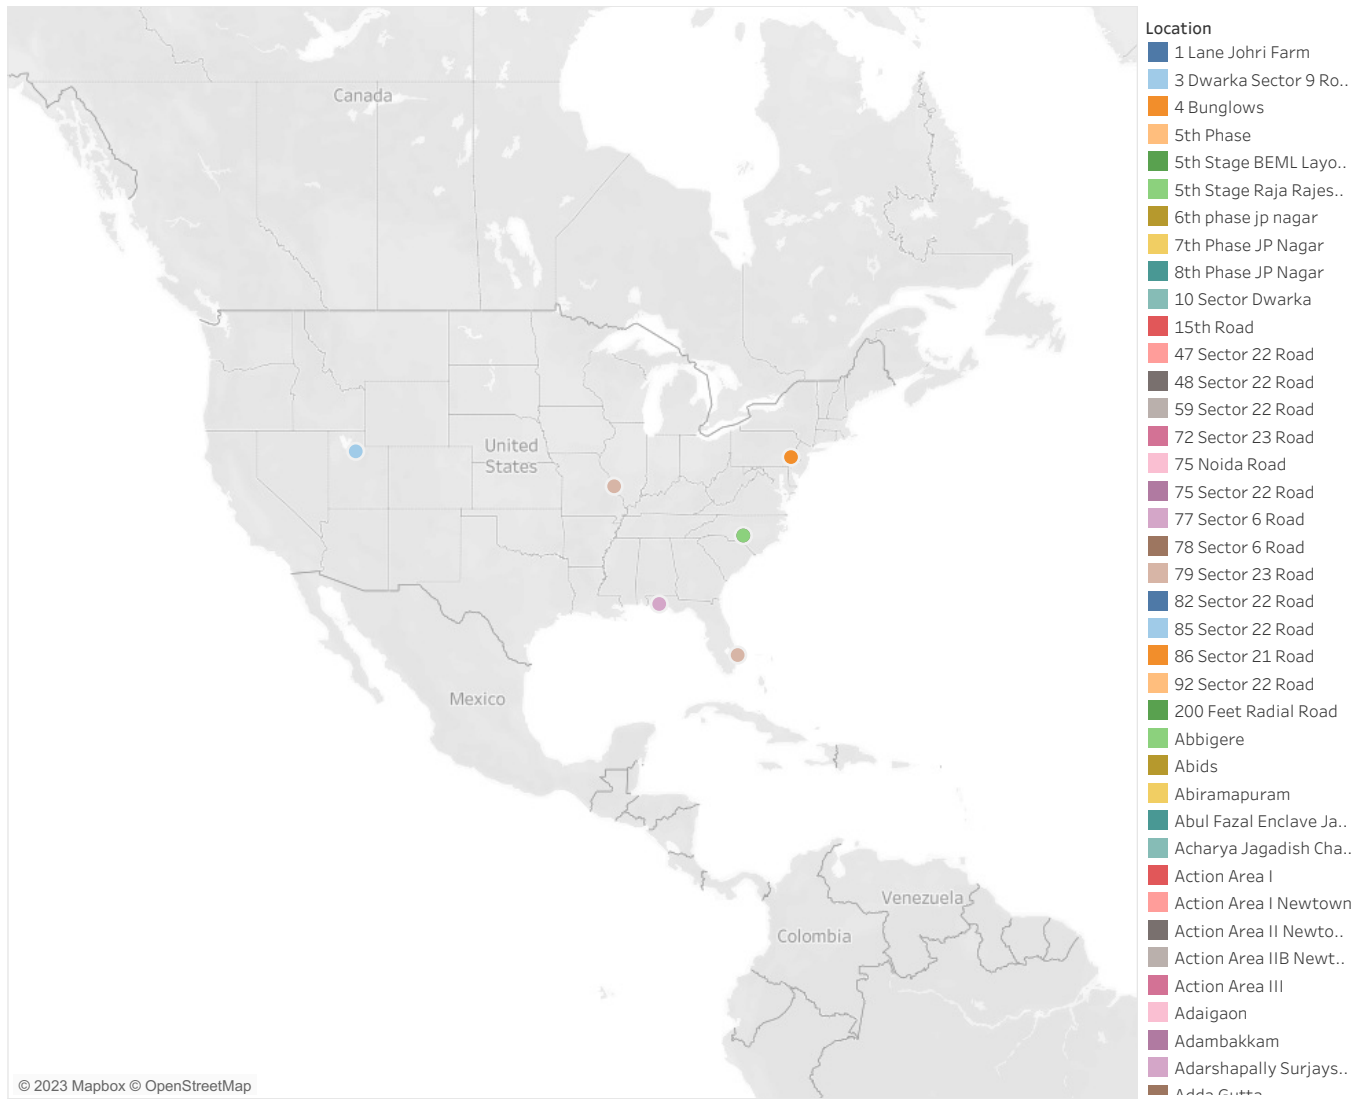 Canada
United
States
Mexico
Venezuela
Colombia
© 2023 Mapbox © OpenStreetMap
Location
1 Lane Johri Farm
3 Dwarka Sector 9 Ro..
4 Bunglows
5th Phase
5th Stage BEML Layo..
5th Stage Raja Rajes..
6th phase jp nagar
7th Phase JP Nagar
8th Phase JP Nagar
10 Sector Dwarka
15th Road
47 Sector 22 Road
48 Sector 22 Road
59 Sector 22 Road
72 Sector 23 Road
75 Noida Road
75 Sector 22 Road
77 Sector 6 Road
78 Sector 6 Road
79 Sector 23 Road
82 Sector 22 Road
85 Sector 22 Road
86 Sector 21 Road
92 Sector 22 Road
200 Feet Radial Road
Abbigere
Abids
Abiramapuram
Abul Fazal Enclave Ja..
Acharya Jagadish Cha..
Action Area I
Action Area I Newtown
Action Area II Newto..
Action Area IIB Newt..
Action Area III
Adaigaon
Adambakkam
Adarshapally Surjays..
Adda Gutta